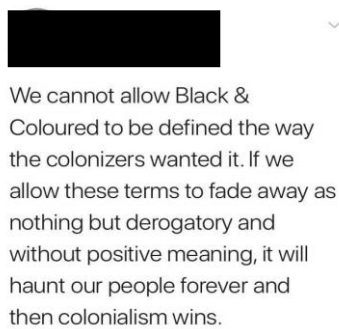 We cannot allow Black &
Coloured to be defined the way
the colonizers wanted it. If we
allow these terms to fade away as
nothing but derogatory and
without positive meaning, it will
haunt our people forever and
then colonialism wins.